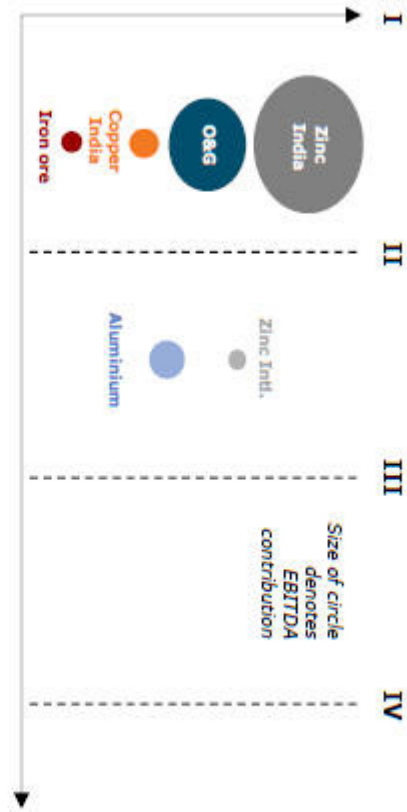 I
II
III
IV
Zinc
India
O&G
Copper
India
Iron ore
Zinc Intl.
Aluminium
Size of circle
denotes
EBITDA
contribution